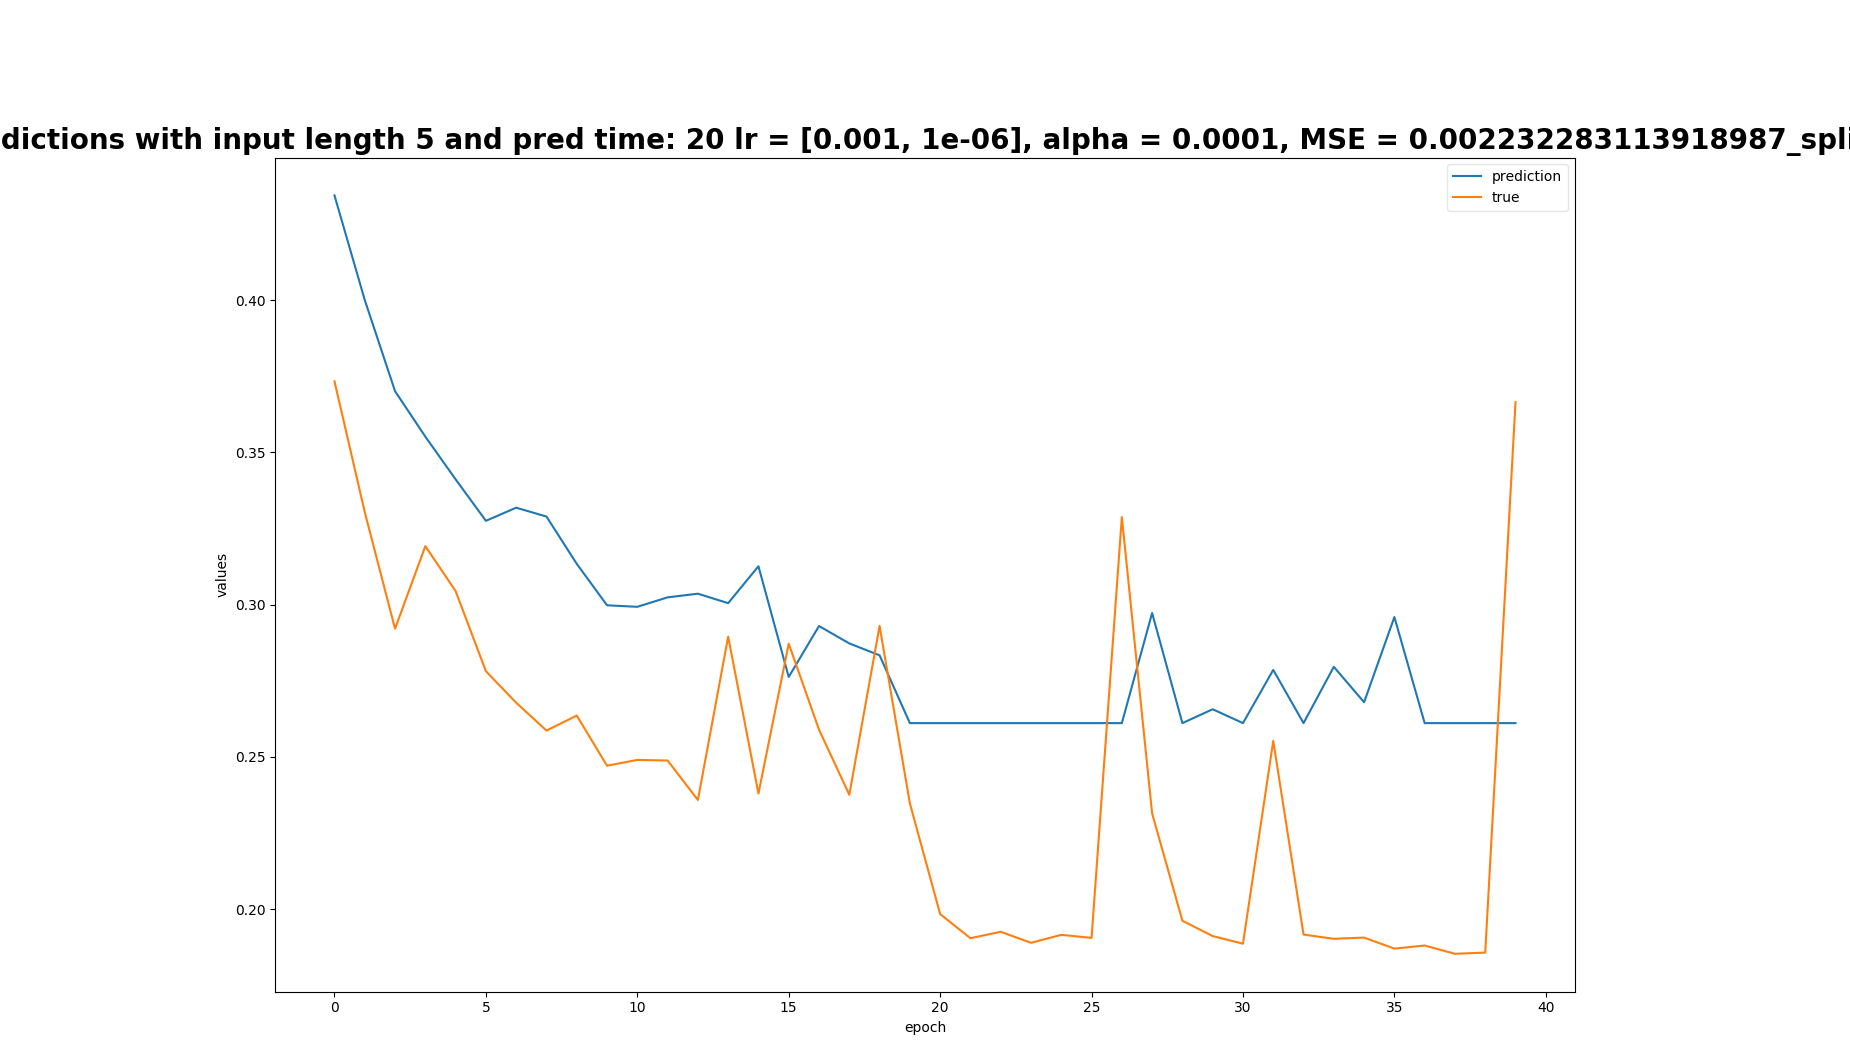 dictions with input length 5 and pred time: 20 lr = [0.001, 1e-06], alpha = 0.0001, MSE = 0.002232283113918987_spli
prediction
true
0.40
0.35
0.30
0.25
0.20
values
0 5 10 15 20 25 30 35 40
epoch